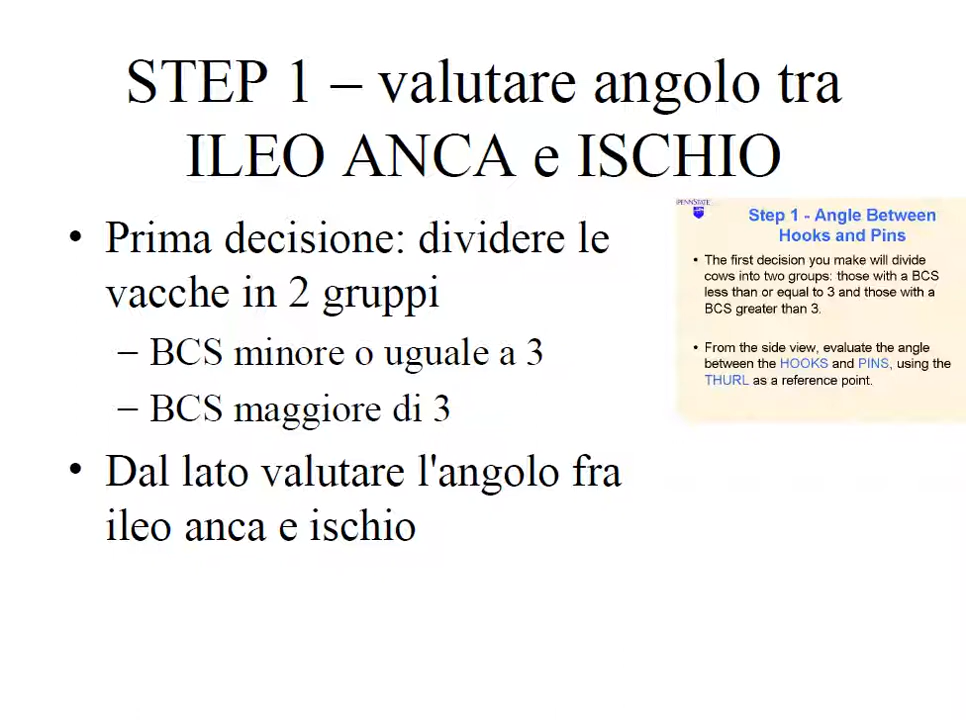 STEP 1 – valutare angolo tra
ILEO ANCA e ISCHIO
• Prima decisione: dividere le
vacche in 2 gruppi
– BCS minore o uguale a 3
– BCS maggiore di 3
• Dal lato valutare l'angolo fra
ileo anca e ischio
PENNSTATE
Step 1 - Angle Between
Hooks and Pins
• The first decision you make will divide
cows into two groups: those with a BCS
less than or equal to 3 and those with a
BCS greater than 3.
• From the side view, evaluate the angle
between the HOOKS and PINS, using the
THURL as a reference point.